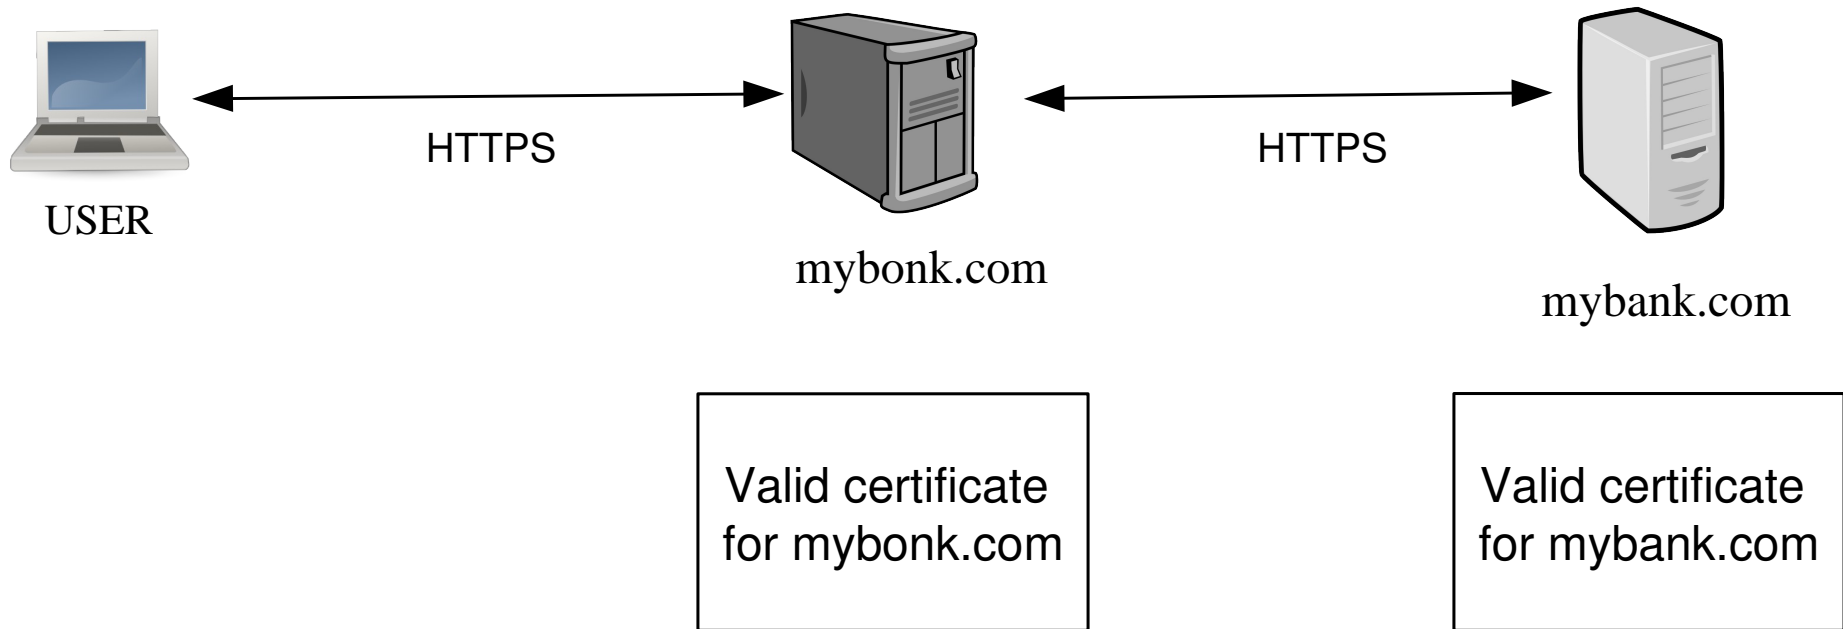 HTTPS
HTTPS
USER
mybonk.com
mybank.com
Valid certificate
for mybonk.com
Valid certificate
for mybank.com